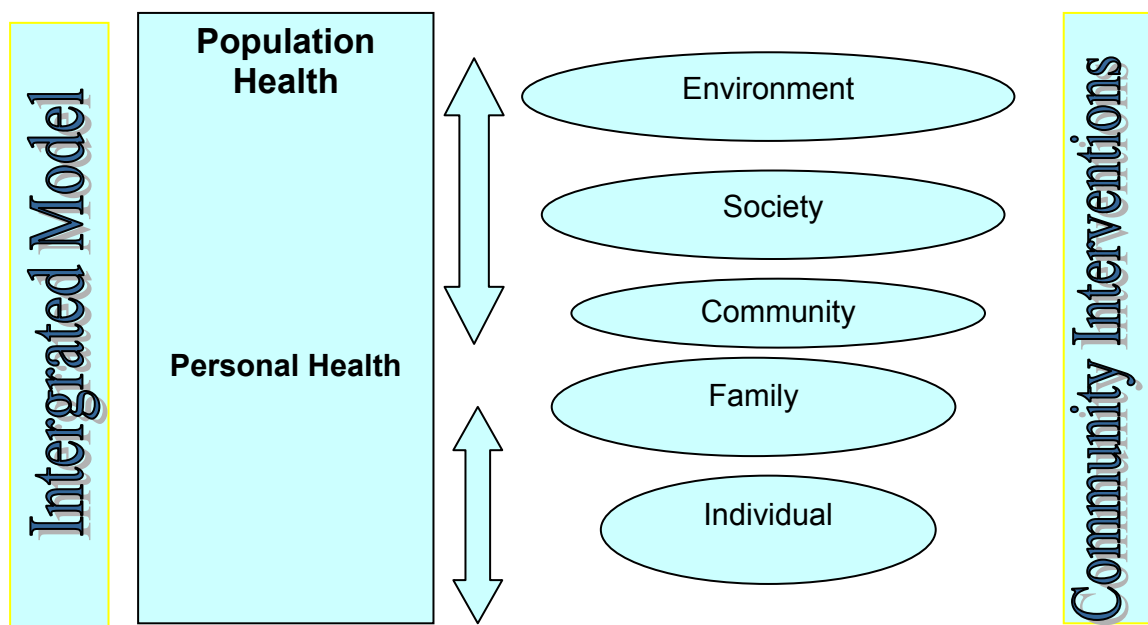 Intergrated Model
Population
Health
Personal Health
Environment
Society
Community
Family
Individual
Community Interventions